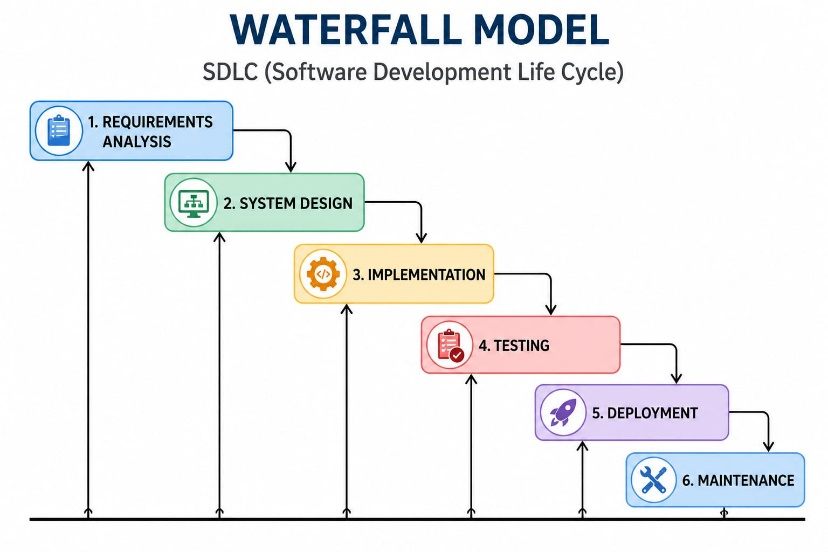 WATERFALL MODEL
SDLC (Software Development Life Cycle)
1. REQUIREMENTS
ANALYSIS
2. SYSTEM DESIGN
3. IMPLEMENTATION
4. TESTING
5. DEPLOYMENT
6. MAINTENANCE